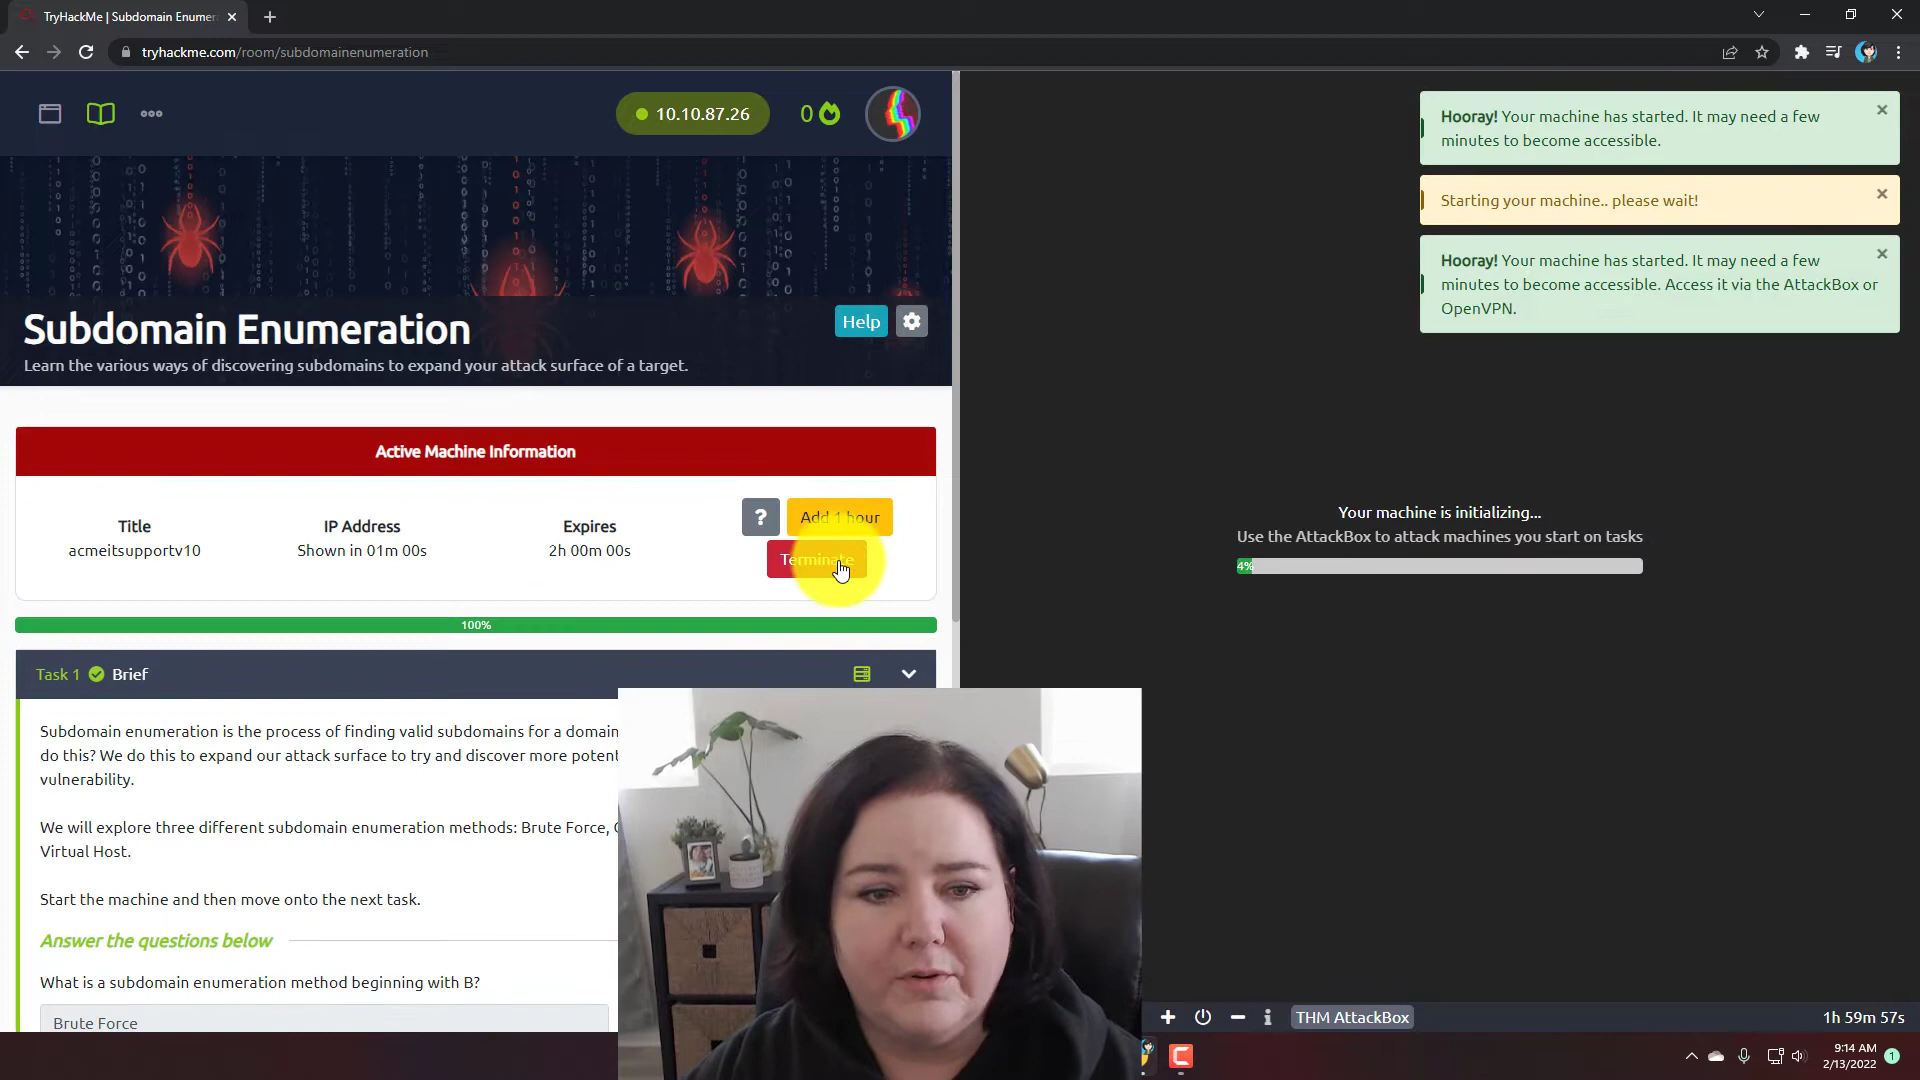 TryHackMe | Subdomain Enumer
tryhackme.com/room/subdomainenumeration
10.10.87.26
0
Subdomain Enumeration
Help
Learn the various ways of discovering subdomains to expand your attack surface of a target.
Active Machine Information
Title
IP Address
Expires
acmeitsupportv10
Shown in 01m 00s
2h 00m 00s
?
Add 1 hour
Terminate
100%
Task 1
Brief
Subdomain enumeration is the process of finding valid subdomains for a domain
do this? We do this to expand our attack surface to try and discover more
vulnerability.
We will explore three different subdomain enumeration methods: Brute Force,
Virtual Host.
Start the machine and then move onto the next task.
Answer the questions below
What is a subdomain enumeration method beginning with B?
Brute Force
Hooray! Your machine has started. It may need a few
minutes to become accessible.
Starting your machine.. please wait!
Hooray! Your machine has started. It may need a few
minutes to become accessible. Access it via the AttackBox or
OpenVPN.
Your machine is initializing...
Use the AttackBox to attack machines you start on tasks
4%
THM AttackBox
1h 59m 57s
9:14 AM
2/13/2022
1